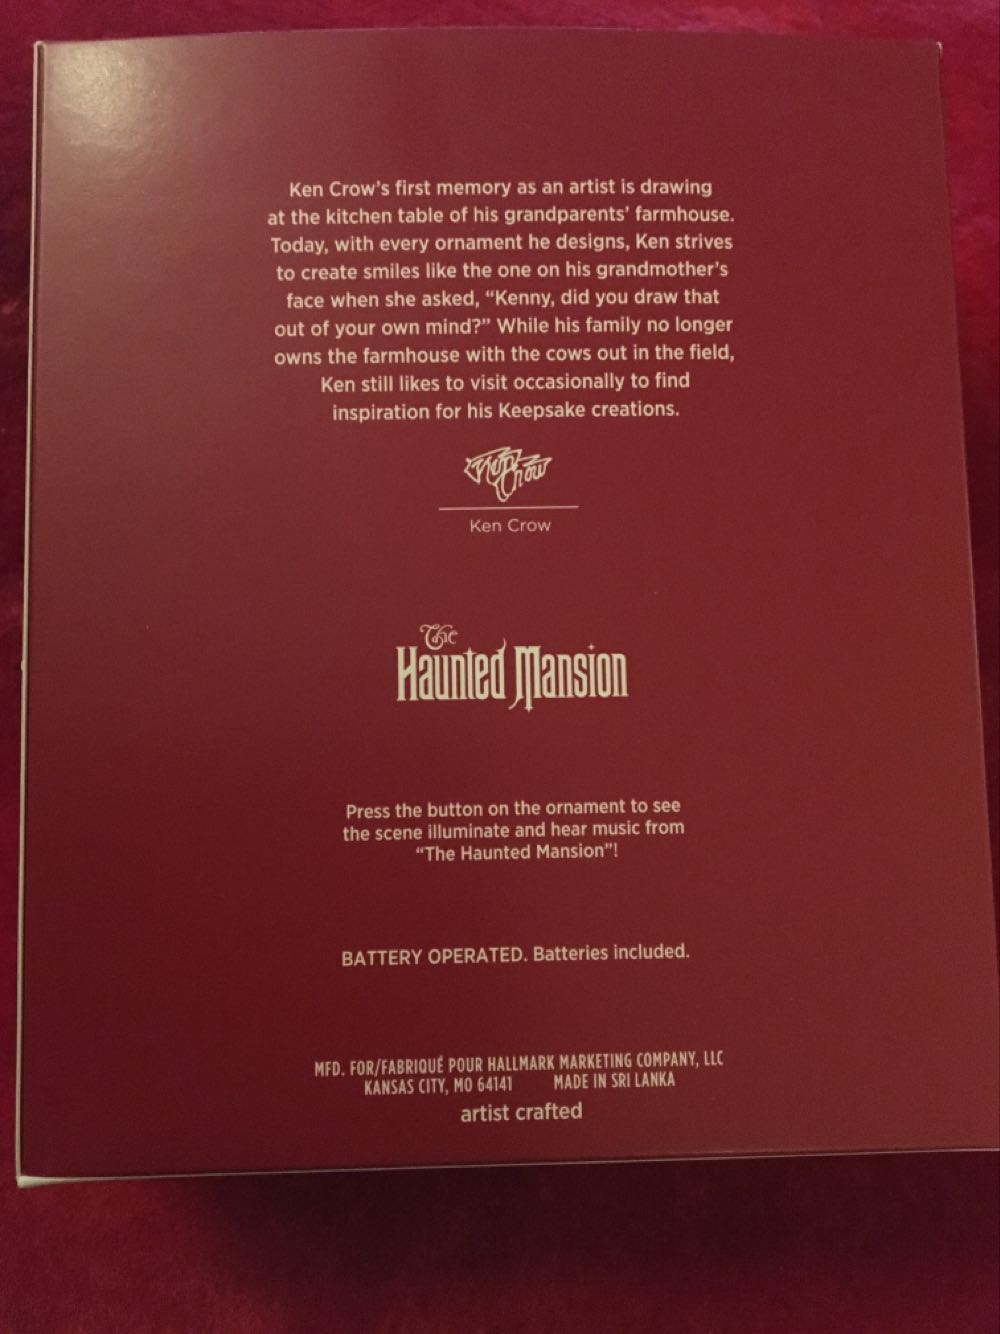 Ken Crow’s first memory as an artist is drawing
at the kitchen table of his grandparents’ farmhouse.
Today, with every ornament he designs, Ken strives
to create smiles like the one on his grandmother’s
face when she asked, “Kenny, did you draw that
out of your own mind?” While his family no longer
owns the farmhouse with the cows out in the field,
Ken still likes to visit occasionally to find
inspiration for his Keepsake creations.
Ken Crow
Ken Crow
The
Haunted Mansion
Press the button on the ornament to see
the scene illuminate and hear music from
“The Haunted Mansion”!
BATTERY OPERATED. Batteries included.
MFD. FOR/FABRIQUÉ POUR HALLMARK MARKETING COMPANY, LLC
KANSAS CITY, MO 64141 MADE IN SRI LANKA
artist crafted